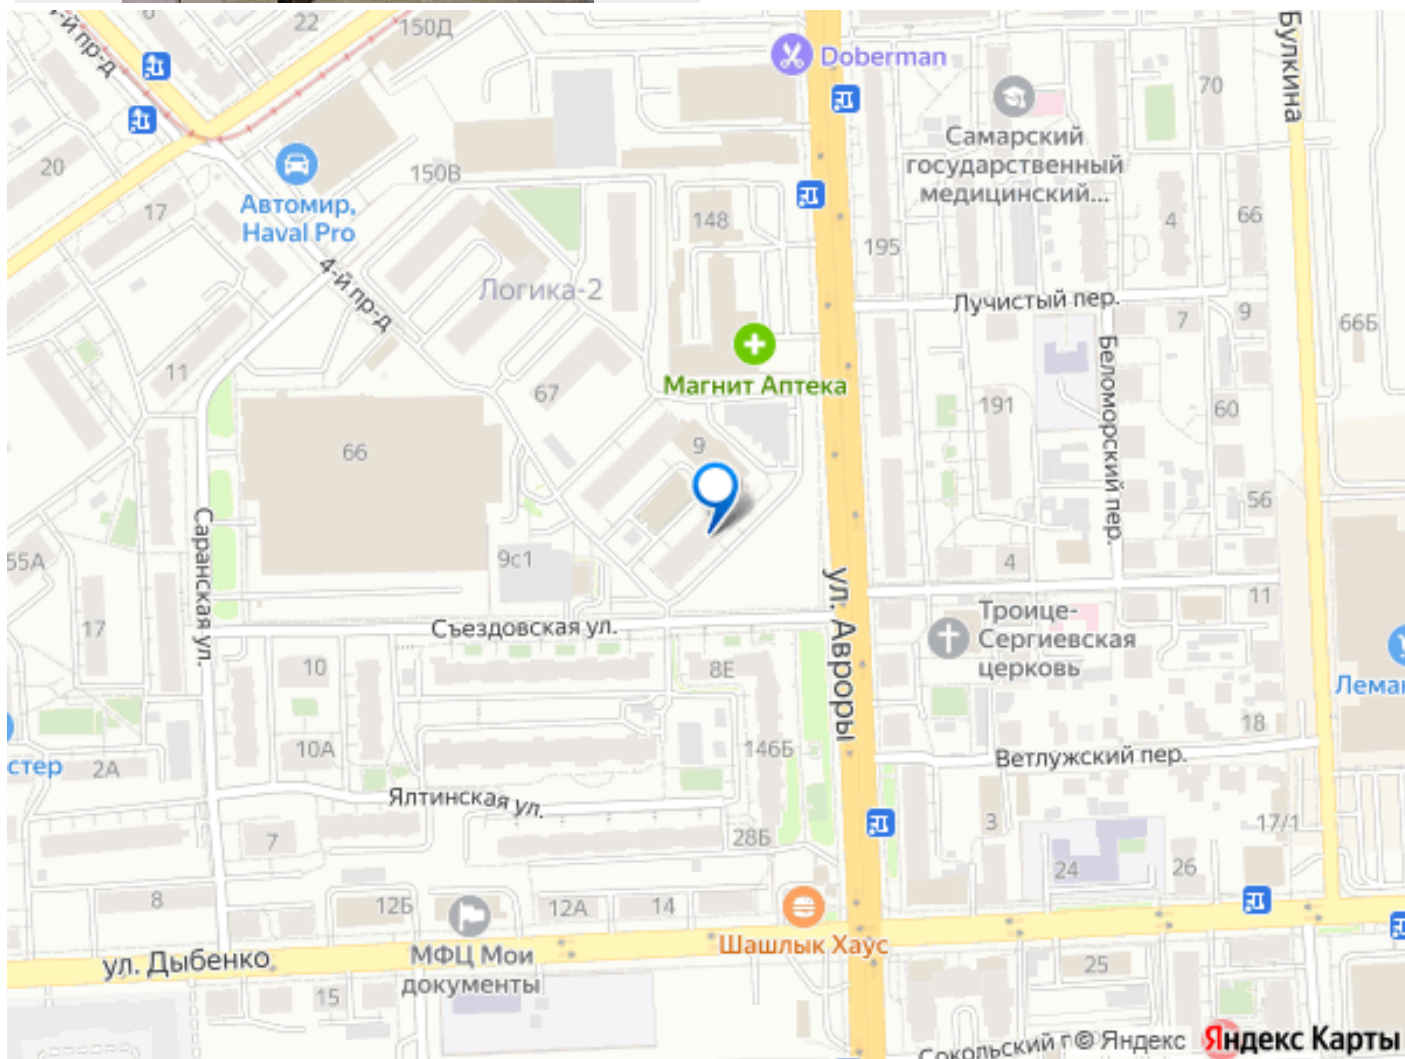 22
150Д
4-й пр-д
Doberman
Булкина
70
Самарский
государственный
медицинский...
20
150В
17
Автомир,
Haval Pro
148
195
4
66
4-й пр-д
Логика-2
Лучистый пер.
7
9
66Б
11
67
Магнит Аптека
191
60
Беломорский пер.
66
9
56
Саранская ул.
55А
9с1
4
ул. Авроры
11
17
Съездовская ул.
Троице-
Сергиевская
церковь
10
8Е
Леман
18
10А
146Б
Ветлужский пер.
стер
2А
Ялтинская ул.
3
17/1
7
28Б
24
26
8
12Б
12А
14
Шашлык Хаус
ул. Дыбенко
МФЦ Мои
документы
25
15
Сокольский г
© Яндекс
Яндекс Карты